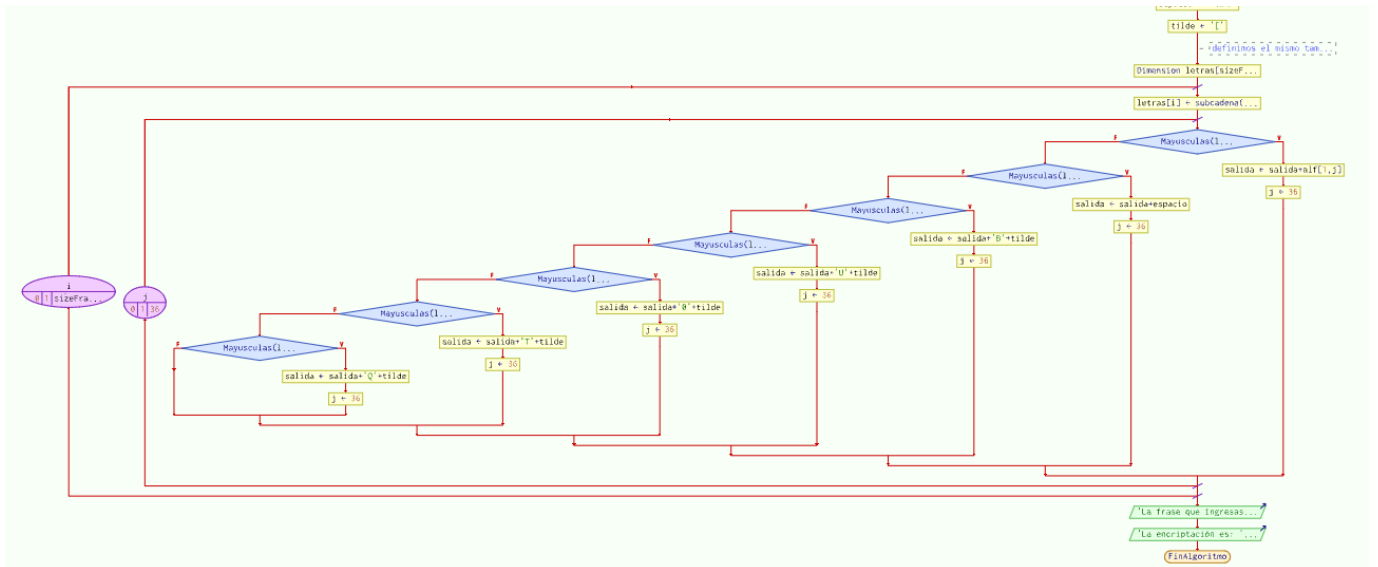 tilde ← '['
definimos el mismo tam...
Dimension letras[sizeF...
letras[i] ← subcadena(...
Mayusculas(l...
F
V
salida ← salida+alf[1,j]
j ← 36
Mayusculas(l...
F
V
salida ← salida+espacio
j ← 36
Mayusculas(l...
F
V
salida ← salida+'B'+tilde
j ← 36
Mayusculas(l...
F
V
salida ← salida+'U'+tilde
j ← 36
Mayusculas(l...
F
V
salida ← salida+'0'+tilde
j ← 36
Mayusculas(l...
F
V
salida ← salida+'T'+tilde
j ← 36
Mayusculas(l...
F
V
salida ← salida+'Q'+tilde
j ← 36
i
0 1 sizeFra...
j
0 1 36
'La frase que ingresas...
'La encriptación es: '...
FinAlgoritmo